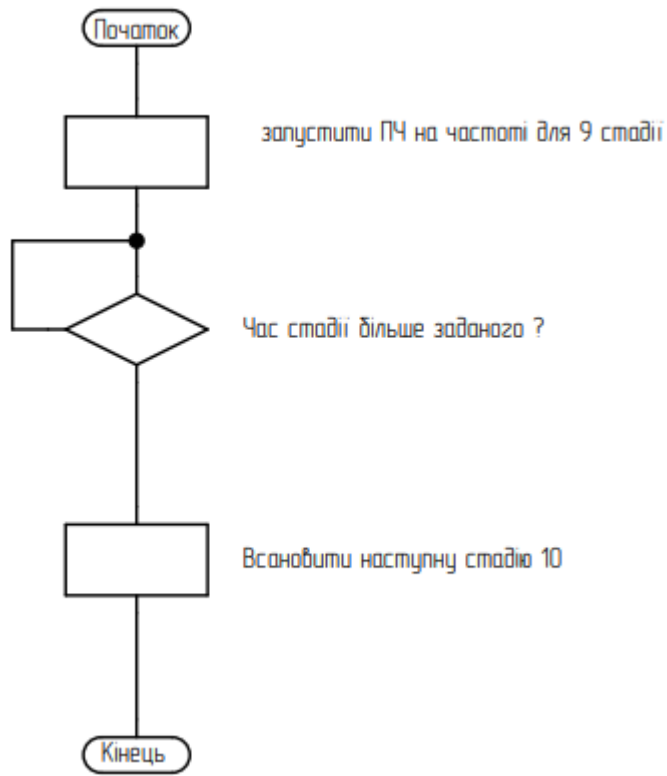 Початок
запустити ПЧ на частоті для 9 стадії
Час стадії більше заданого ?
Всановити наступну стадію 10
Кінець